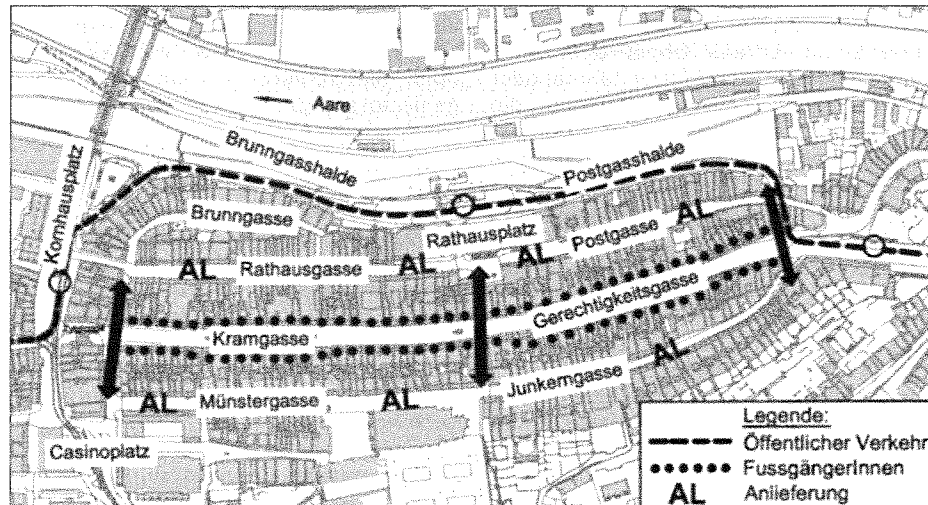 Aare
Kornhausplatz
Brunngasshalde
Postgasshalde
Brunngasse
Rathausplatz
Postgasse
AL
AL
Rathausgasse
AL
AL
Gerechtigkeitsgasse
Kramgasse
AL
Münstergasse
AL
Junkerngasse
AL
Casinoplatz
Legende:
Öffentlicher Verkehr
FussgängerInnen
AL Anlieferung